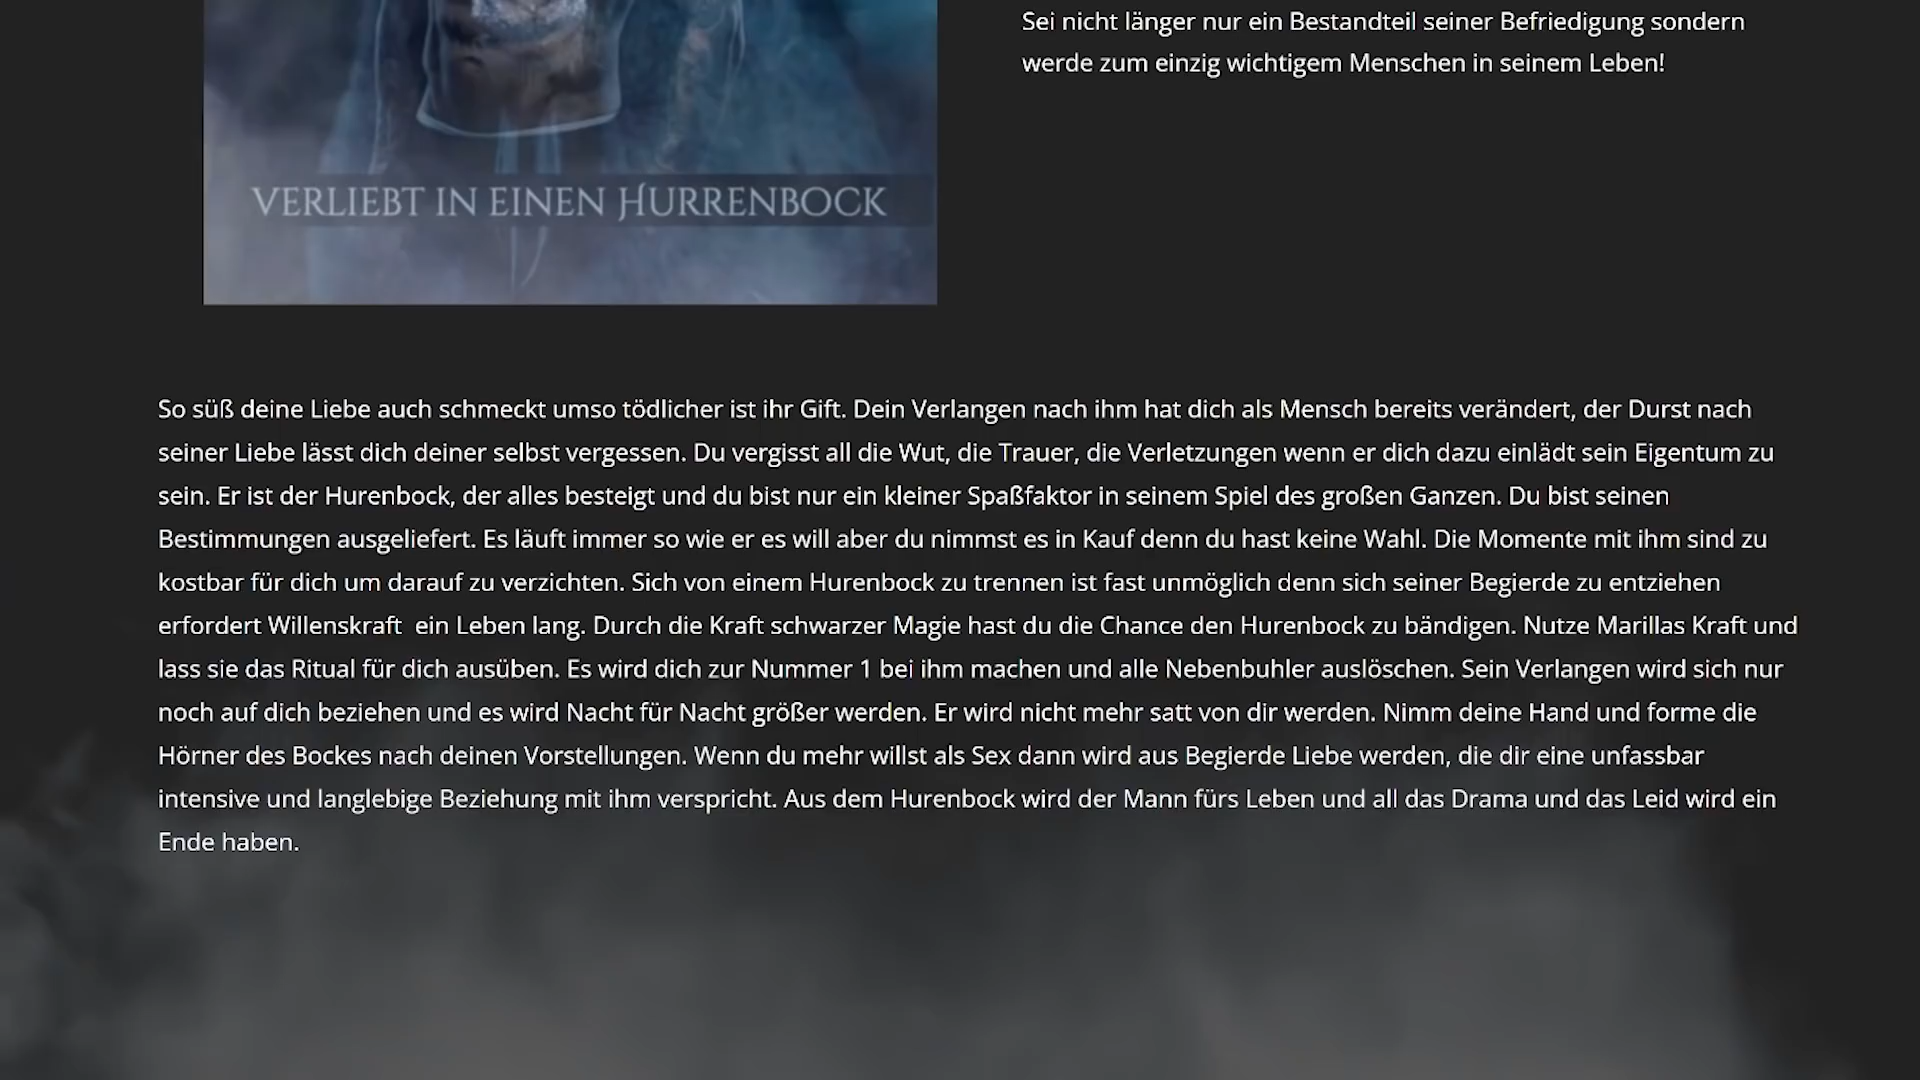 Sei nicht länger nur ein Bestandteil seiner Befriedigung sondern
werde zum einzig wichtigem Menschen in seinem Leben!
VERLIEBT IN EINEN HURRENBOCK
So süß deine Liebe auch schmeckt umso tödlicher ist ihr Gift. Dein Verlangen nach ihm hat dich als Mensch bereits verändert, der Durst nach
seiner Liebe lässt dich deiner selbst vergessen. Du vergisst all die Wut, die Trauer, die Verletzungen wenn er dich dazu einlädt sein Eigentum zu
sein. Er ist der Hurenbock, der alles besteigt und du bist nur ein kleiner Spaßfaktor in seinem Spiel des großen Ganzen. Du bist seinen
Bestimmungen ausgeliefert. Es läuft immer so wie er es will aber du nimmst es in Kauf denn du hast keine Wahl. Die Momente mit ihm sind zu
kostbar für dich um darauf zu verzichten. Sich von einem Hurenbock zu trennen ist fast unmöglich denn sich seiner Begierde zu entziehen
erfordert Willenskraft  ein Leben lang. Durch die Kraft schwarzer Magie hast du die Chance den Hurenbock zu bändigen. Nutze Marillas Kraft und
lass sie das Ritual für dich ausüben. Es wird dich zur Nummer 1 bei ihm machen und alle Nebenbuhler auslöschen. Sein Verlangen wird sich nur
noch auf dich beziehen und es wird Nacht für Nacht größer werden. Er wird nicht mehr satt von dir werden. Nimm deine Hand und forme die
Hörner des Bockes nach deinen Vorstellungen. Wenn du mehr willst als Sex dann wird aus Begierde Liebe werden, die dir eine unfassbar
intensive und langlebige Beziehung mit ihm verspricht. Aus dem Hurenbock wird der Mann fürs Leben und all das Drama und das Leid wird ein
Ende haben.